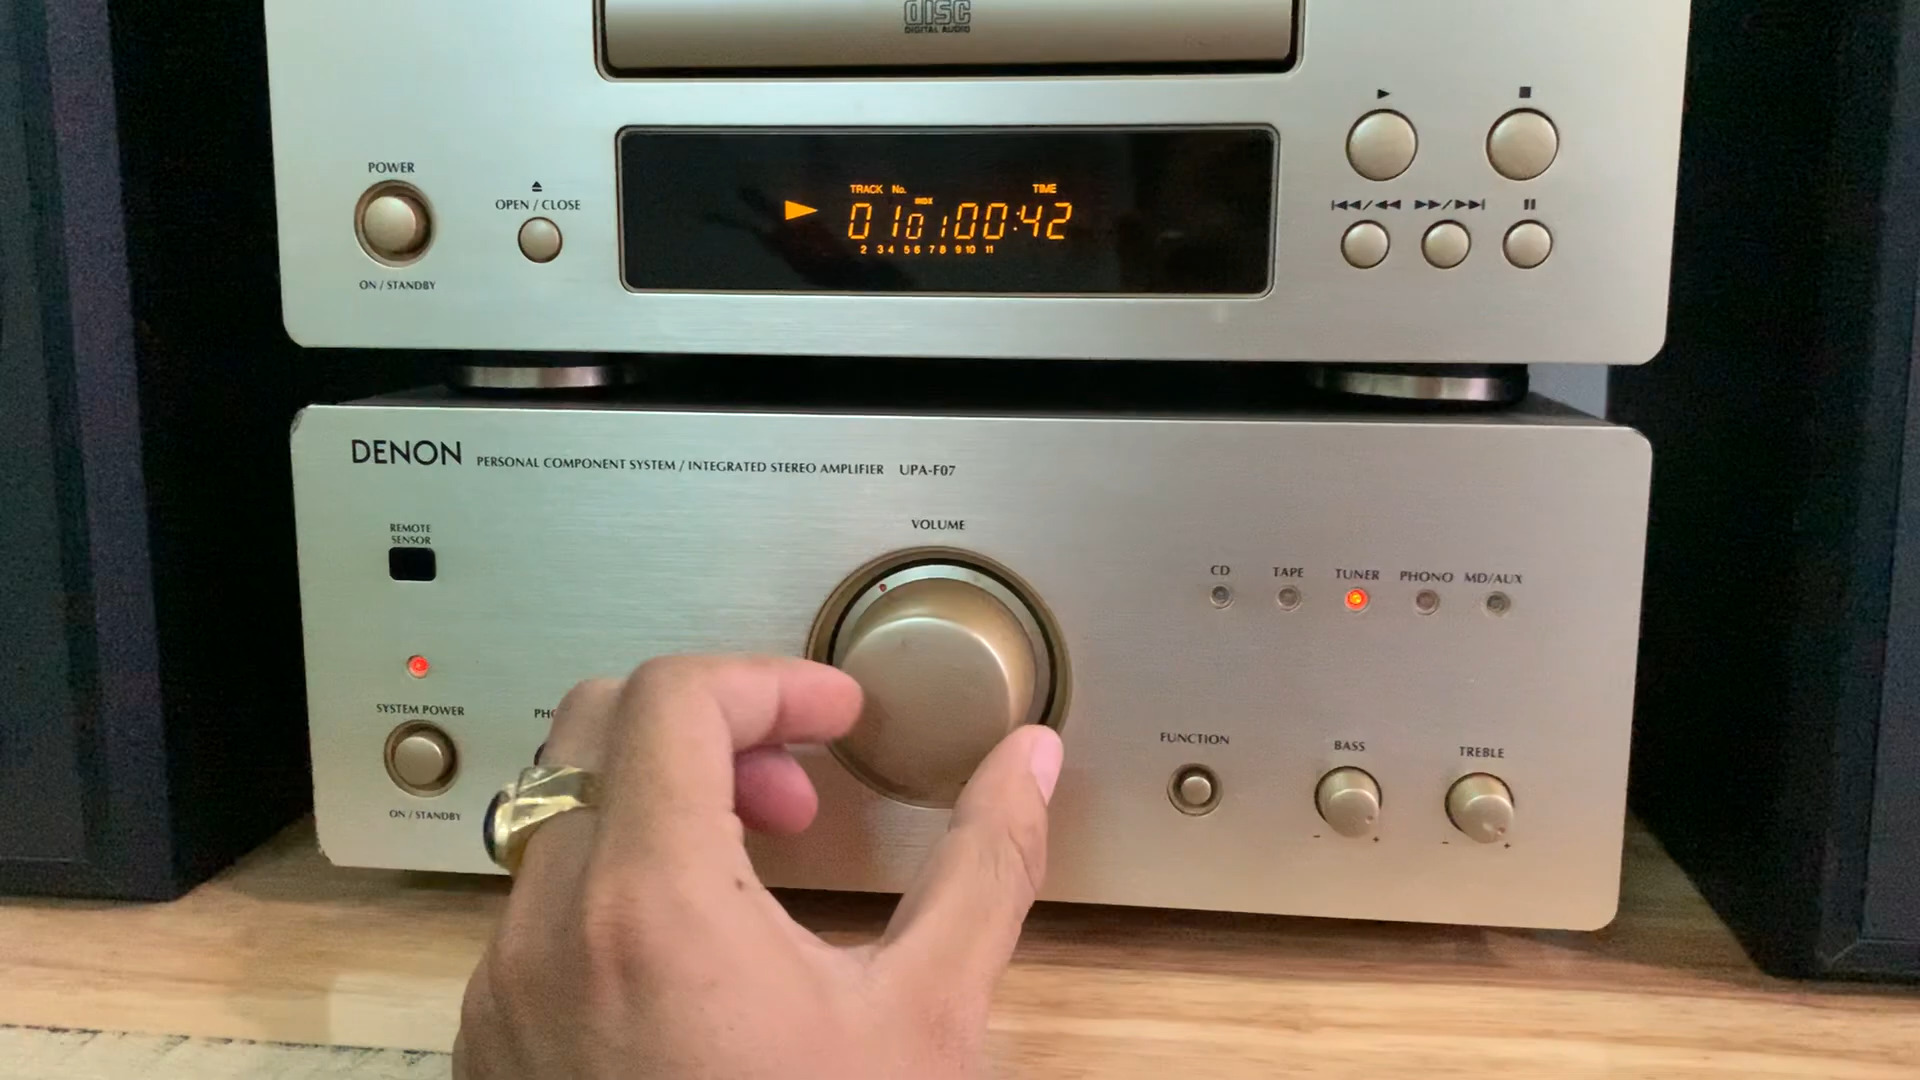 disc
DIGITAL AUDIO
POWER
ON / STANDBY
OPEN / CLOSE
TRACK No. TIME
01 01 00:42
2 3 4 5 6 7 8 9 10 11
DENON PERSONAL COMPONENT SYSTEM / INTEGRATED STEREO AMPLIFIER UPA-F07
REMOTE
SENSOR
SYSTEM POWER
ON / STANDBY
VOLUME
CD TAPE TUNER PHONO MD/AUX
FUNCTION
BASS
- +
TREBLE
- +